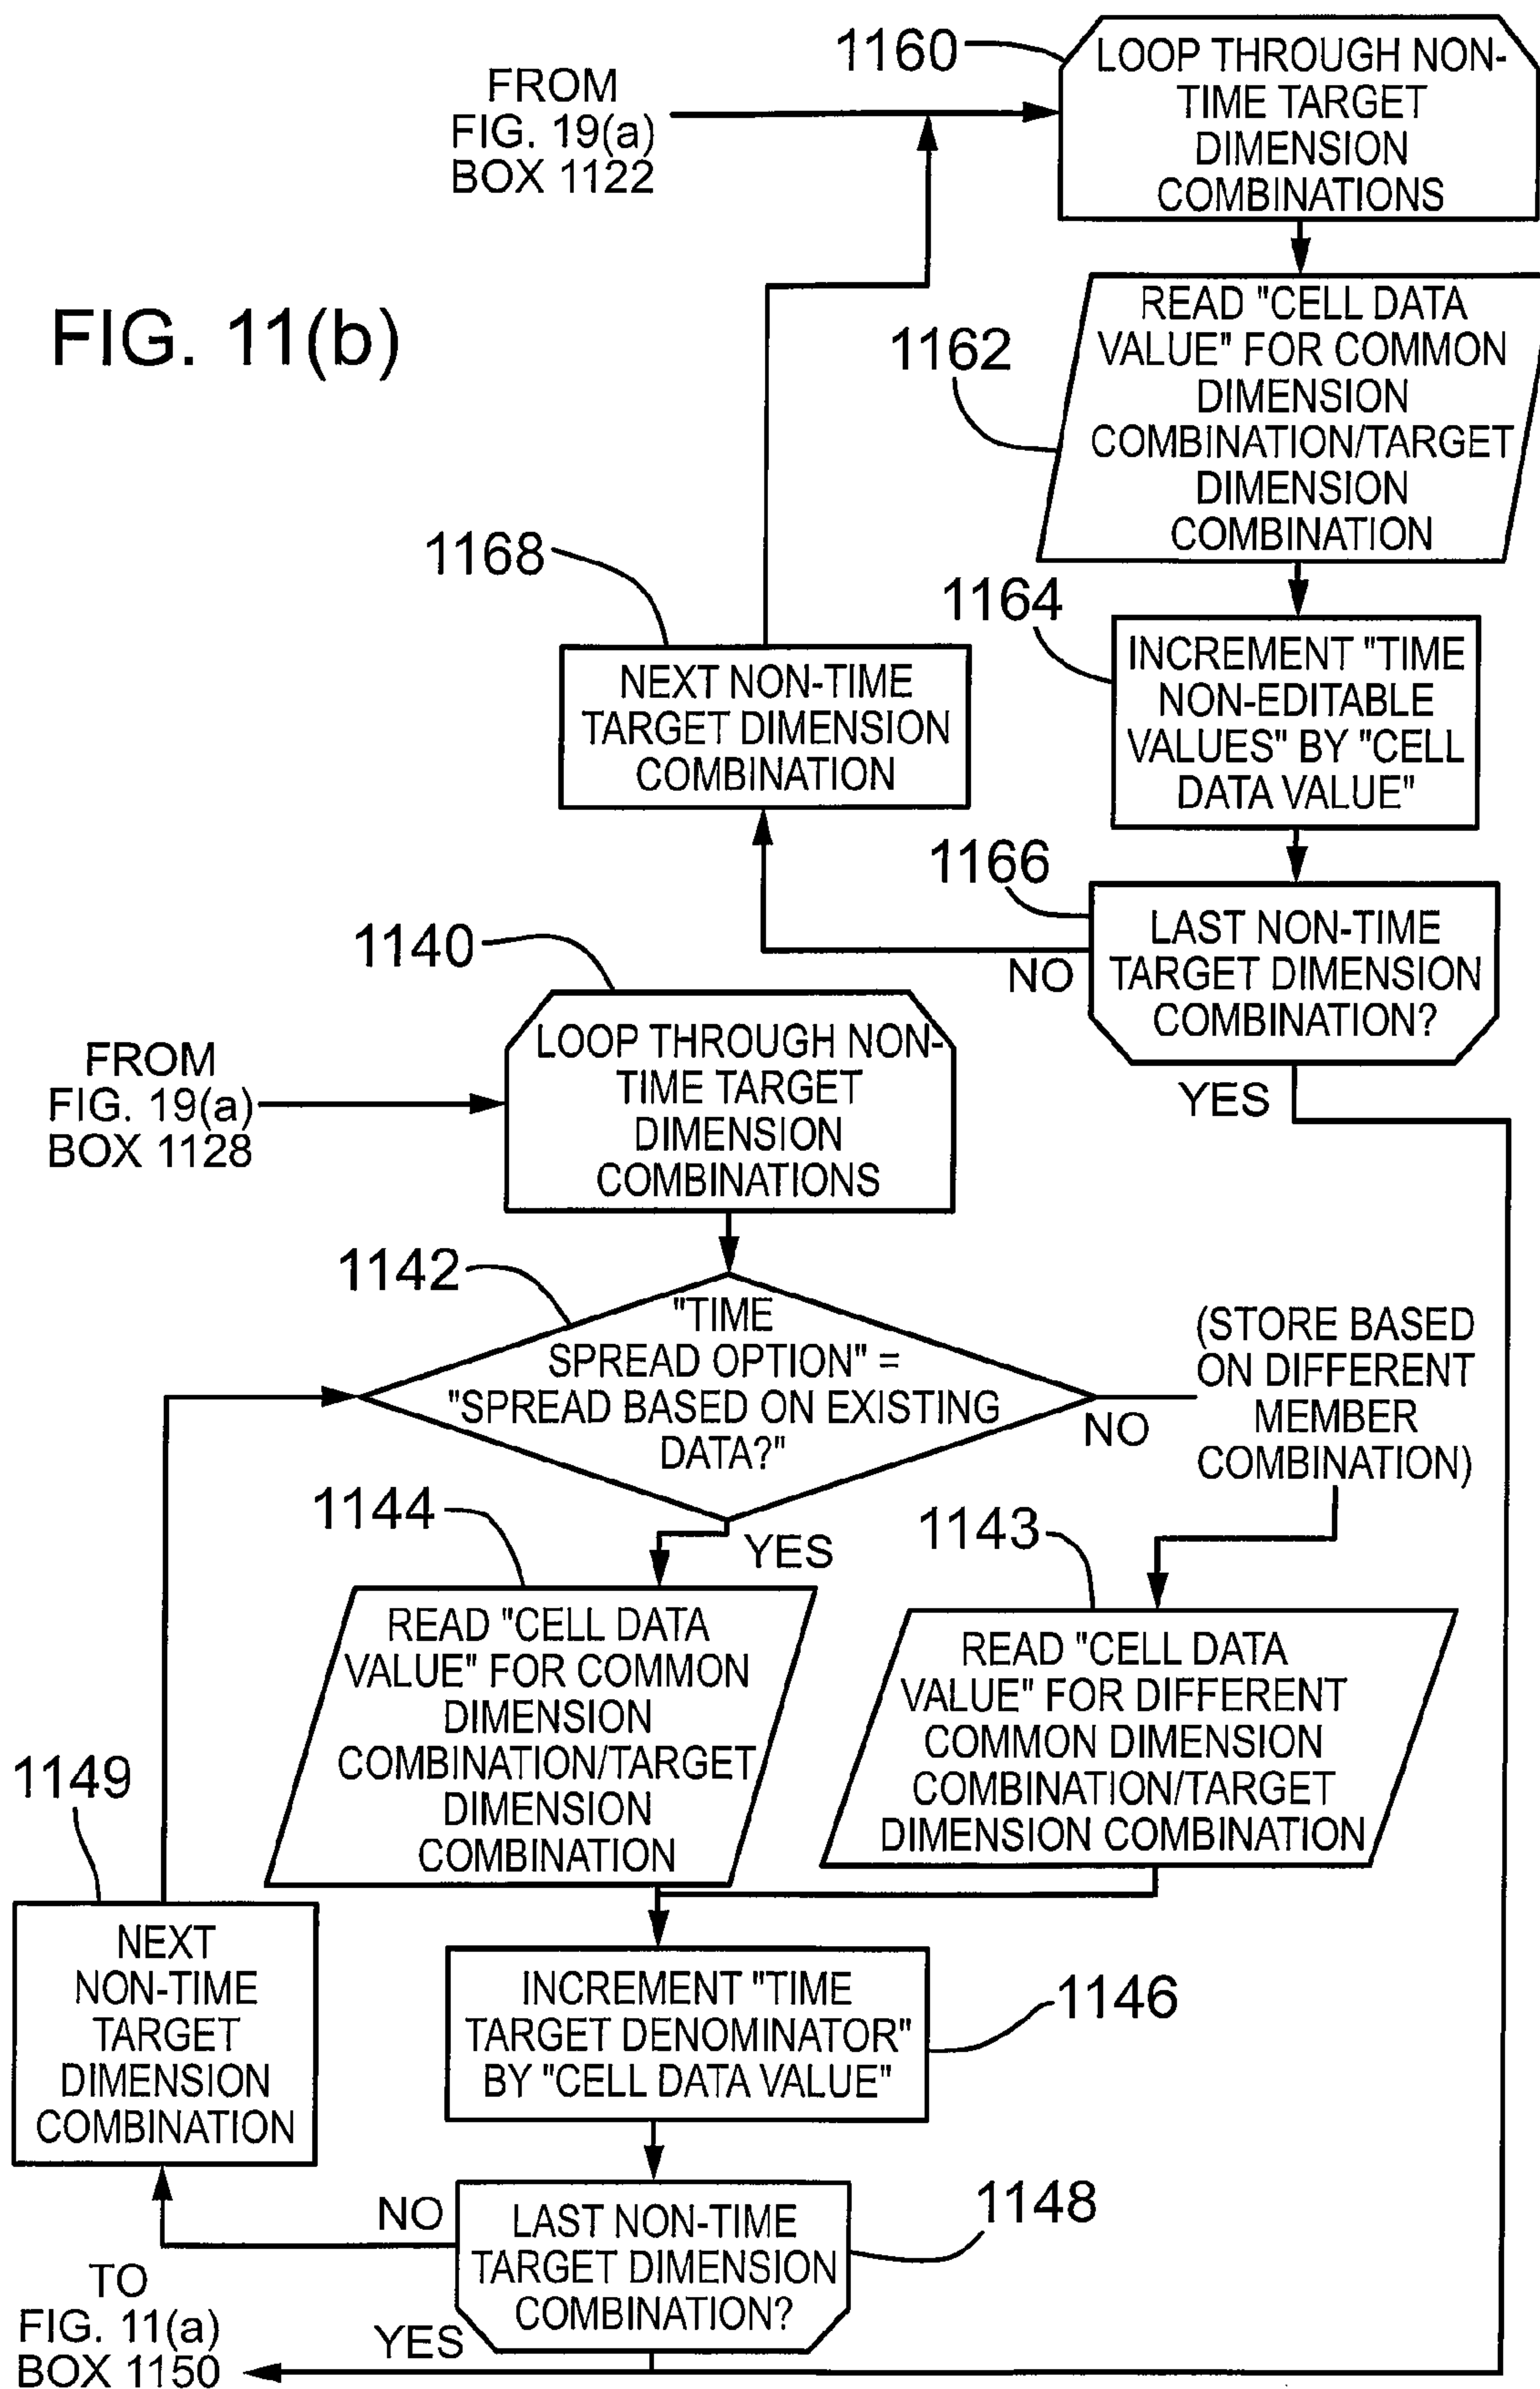 1160
LOOP THROUGH NON-
TIME TARGET
DIMENSION
COMBINATIONS
FROM
FIG. 19(a)
BOX 1122
FIG. 11(b)
1162
READ "CELL DATA
VALUE" FOR COMMON
DIMENSION
COMBINATION/TARGET
DIMENSION
COMBINATION
1168
NEXT NON-TIME
TARGET DIMENSION
COMBINATION
1164
INCREMENT "TIME
NON-EDITABLE
VALUES" BY "CELL
DATA VALUE"
1166
LAST NON-TIME
TARGET DIMENSION
COMBINATION?
NO
YES
1140
LOOP THROUGH NON-
TIME TARGET
DIMENSION
COMBINATIONS
FROM
FIG. 19(a)
BOX 1128
1142
"TIME
SPREAD OPTION" =
"SPREAD BASED ON EXISTING
DATA?"
NO
(STORE BASED
ON DIFFERENT
MEMBER
COMBINATION)
YES
1144
READ "CELL DATA
VALUE" FOR COMMON
DIMENSION
COMBINATION/TARGET
DIMENSION
COMBINATION
1143
READ "CELL DATA
VALUE" FOR DIFFERENT
COMMON DIMENSION
COMBINATION/TARGET
DIMENSION COMBINATION
1149
NEXT
NON-TIME
TARGET
DIMENSION
COMBINATION
INCREMENT "TIME
TARGET DENOMINATOR"
BY "CELL DATA VALUE"
1146
NO
LAST NON-TIME
TARGET DIMENSION
COMBINATION?
1148
YES
TO
FIG. 11(a)
BOX 1150